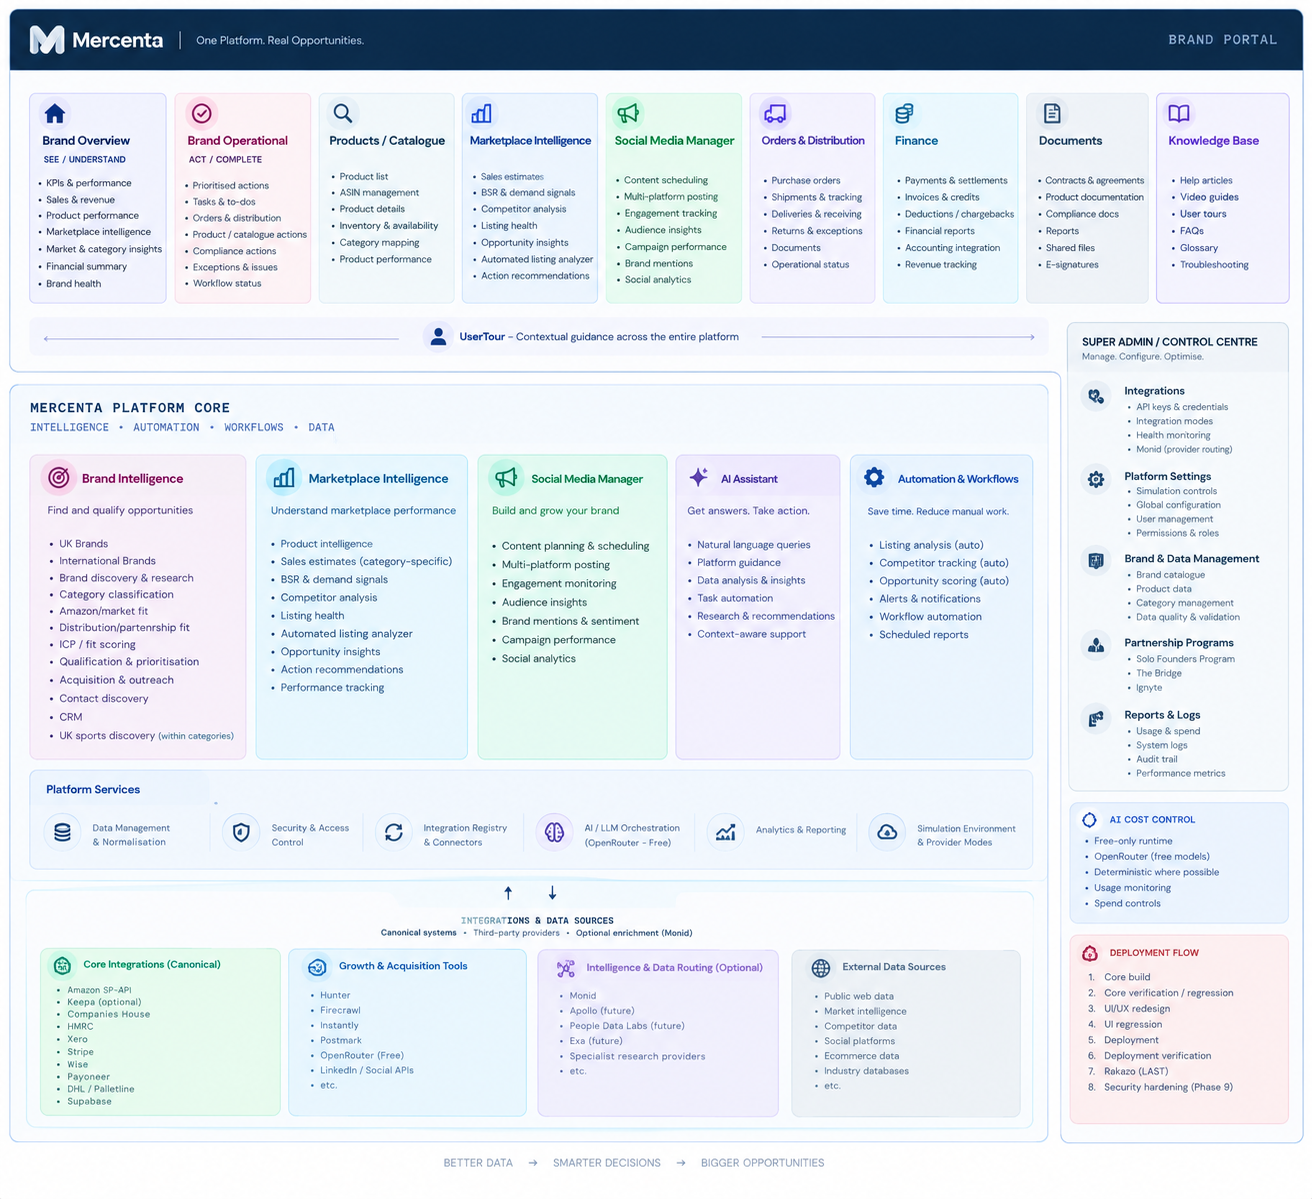 Mercenta
One Platform. Real Opportunities.
BRAND PORTAL
Brand Overview
SEE / UNDERSTAND
• KPIs & performance
• Sales & revenue
• Product performance
• Marketplace intelligence
• Market & category insights
• Financial summary
• Brand health
Brand Operational
ACT / COMPLETE
• Prioritised actions
• Tasks & to-dos
• Orders & distribution
• Product / catalogue actions
• Compliance actions
• Exceptions & issues
• Workflow status
Products / Catalogue
• Product list
• ASIN management
• Product details
• Inventory & availability
• Category mapping
• Product performance
Marketplace Intelligence
• Sales estimates
• BSR & demand signals
• Competitor analysis
• Listing health
• Opportunity insights
• Automated listing analyzer
• Action recommendations
Social Media Manager
• Content scheduling
• Multi-platform posting
• Engagement tracking
• Audience insights
• Campaign performance
• Brand mentions
• Social analytics
Orders & Distribution
• Purchase orders
• Shipments & tracking
• Deliveries & receiving
• Returns & exceptions
• Documents
• Operational status
Finance
• Payments & settlements
• Invoices & credits
• Deductions / chargebacks
• Financial reports
• Accounting integration
• Revenue tracking
Documents
• Contracts & agreements
• Product documentation
• Compliance docs
• Reports
• Shared files
• E-signatures
Knowledge Base
• Help articles
• Video guides
• User tours
• FAQs
• Glossary
• Troubleshooting
UserTour – Contextual guidance across the entire platform
SUPER ADMIN / CONTROL CENTRE
Manage. Configure. Optimise.
Integrations
• API keys & credentials
• Integration modes
• Health monitoring
• Monid (provider routing)
Platform Settings
• Simulation controls
• Global configuration
• User management
• Permissions & roles
Brand & Data Management
• Brand catalogue
• Product data
• Category management
• Data quality & validation
Partnership Programs
• Solo Founders Program
• The Bridge
• Ignyte
Reports & Logs
• Usage & spend
• System logs
• Audit trail
• Performance metrics
MERCENTA PLATFORM CORE
INTELLIGENCE • AUTOMATION • WORKFLOWS • DATA
Brand Intelligence
Find and qualify opportunities
• UK Brands
• International Brands
• Brand discovery & research
• Category classification
• Amazon/market fit
• Distribution/partenrship fit
• ICP / fit scoring
• Qualification & prioritisation
• Acquisition & outreach
• Contact discovery
• CRM
• UK sports discovery (within categories)
Marketplace Intelligence
Understand marketplace performance
• Product intelligence
• Sales estimates (category-specific)
• BSR & demand signals
• Competitor analysis
• Listing health
• Automated listing analyzer
• Opportunity insights
• Action recommendations
• Performance tracking
Social Media Manager
Build and grow your brand
• Content planning & scheduling
• Multi-platform posting
• Engagement monitoring
• Audience insights
• Brand mentions & sentiment
• Campaign performance
• Social analytics
AI Assistant
Get answers. Take action.
• Natural language queries
• Platform guidance
• Data analysis & insights
• Task automation
• Research & recommendations
• Context-aware support
Automation & Workflows
Save time. Reduce manual work.
• Listing analysis (auto)
• Competitor tracking (auto)
• Opportunity scoring (auto)
• Alerts & notifications
• Workflow automation
• Scheduled reports
Platform Services
Data Management
& Normalisation
Security & Access
Control
Integration Registry
& Connectors
AI / LLM Orchestration
(OpenRouter – Free)
Analytics & Reporting
Simulation Environment
& Provider Modes
AI COST CONTROL
• Free-only runtime
• OpenRouter (free models)
• Deterministic where possible
• Usage monitoring
• Spend controls
INTEGRATIONS & DATA SOURCES
Canonical systems • Third-party providers • Optional enrichment (Monid)
Core Integrations (Canonical)
• Amazon SP-API
• Keepa (optional)
• Companies House
• HMRC
• Xero
• Stripe
• Wise
• Payoneer
• DHL / Palletline
• Supabase
Growth & Acquisition Tools
• Hunter
• Firecrawl
• Instantly
• Postmark
• OpenRouter (Free)
• LinkedIn / Social APIs
• etc.
Intelligence & Data Routing (Optional)
• Monid
• Apollo (future)
• People Data Labs (future)
• Exa (future)
• Specialist research providers
• etc.
External Data Sources
• Public web data
• Market intelligence
• Competitor data
• Social platforms
• Ecommerce data
• Industry databases
• etc.
DEPLOYMENT FLOW
1. Core build
2. Core verification / regression
3. UI/UX redesign
4. UI regression
5. Deployment
6. Deployment verification
7. Rakazo (LAST)
8. Security hardening (Phase 9)
BETTER DATA → SMARTER DECISIONS → BIGGER OPPORTUNITIES